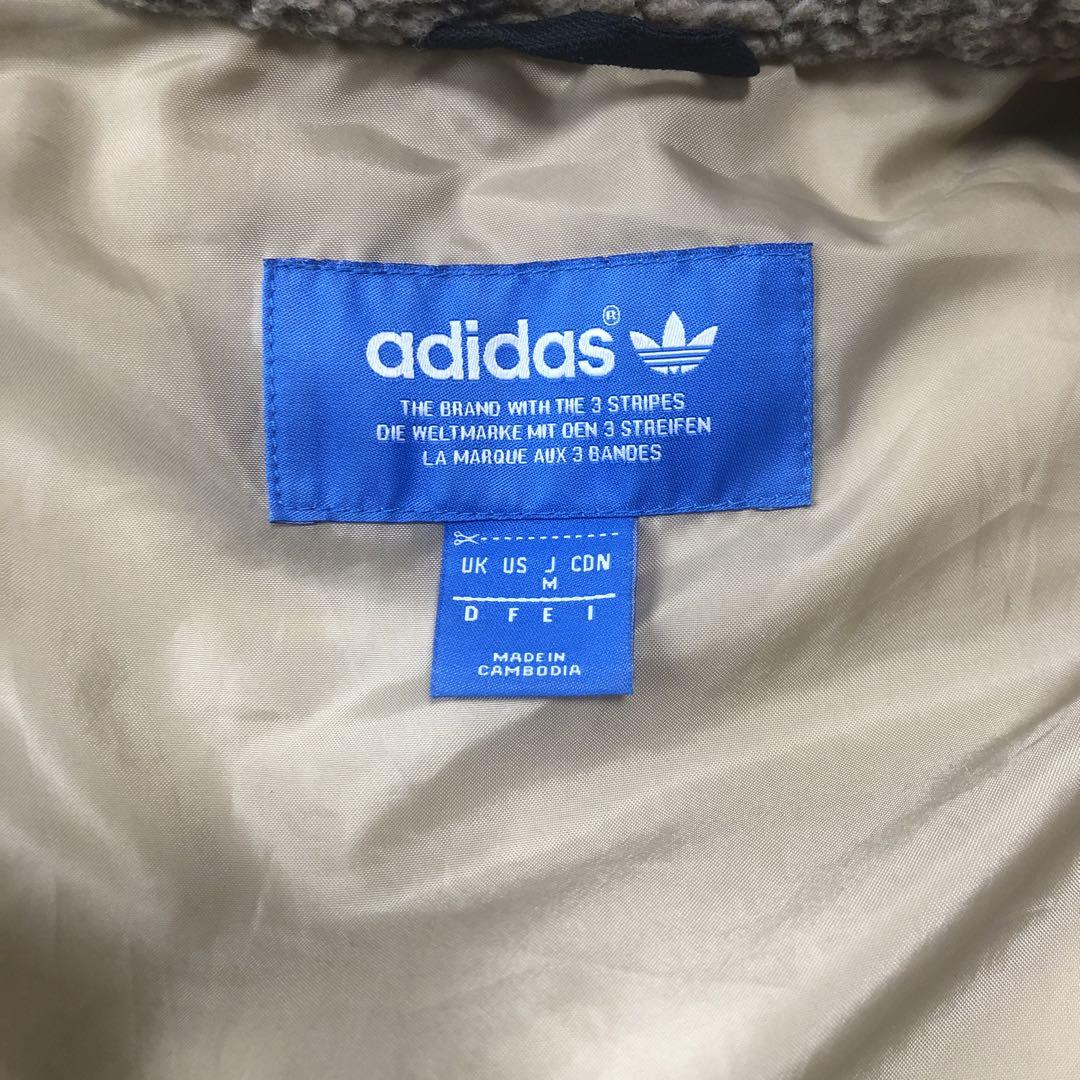 adidas®
THE BRAND WITH THE 3 STRIPES
DIE WELTMARKE MIT DEN 3 STREIFEN
LA MARQUE AUX 3 BANDES
UK US J CDN
M
D F E I
MADE IN
CAMBODIA